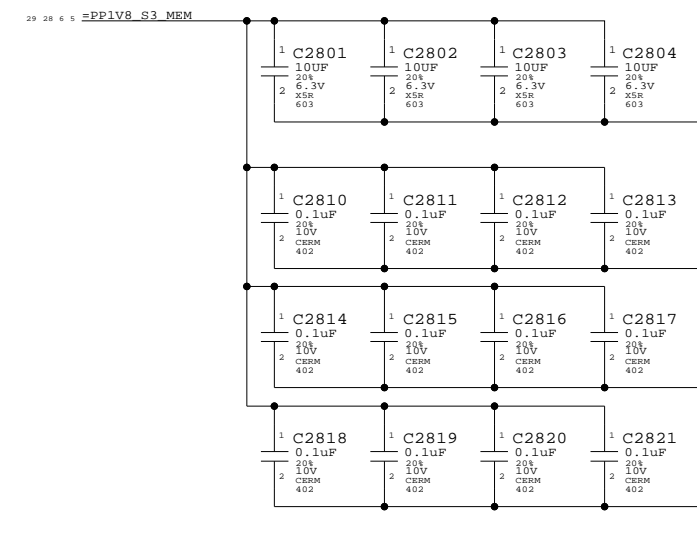 29 28 6 5 =PP1V8_S3_MEM
1 C2801
10UF
20%
6.3V
2 X5R
603
1 C2802
10UF
20%
6.3V
2 X5R
603
1 C2803
10UF
20%
6.3V
2 X5R
603
1 C2804
10UF
20%
6.3V
2 X5R
603
1 C2810
0.1uF
20%
10V
2 CERM
402
1 C2811
0.1uF
20%
10V
2 CERM
402
1 C2812
0.1uF
20%
10V
2 CERM
402
1 C2813
0.1uF
20%
10V
2 CERM
402
1 C2814
0.1uF
20%
10V
2 CERM
402
1 C2815
0.1uF
20%
10V
2 CERM
402
1 C2816
0.1uF
20%
10V
2 CERM
402
1 C2817
0.1uF
20%
10V
2 CERM
402
1 C2818
0.1uF
20%
10V
2 CERM
402
1 C2819
0.1uF
20%
10V
2 CERM
402
1 C2820
0.1uF
20%
10V
2 CERM
402
1 C2821
0.1uF
20%
10V
2 CERM
402